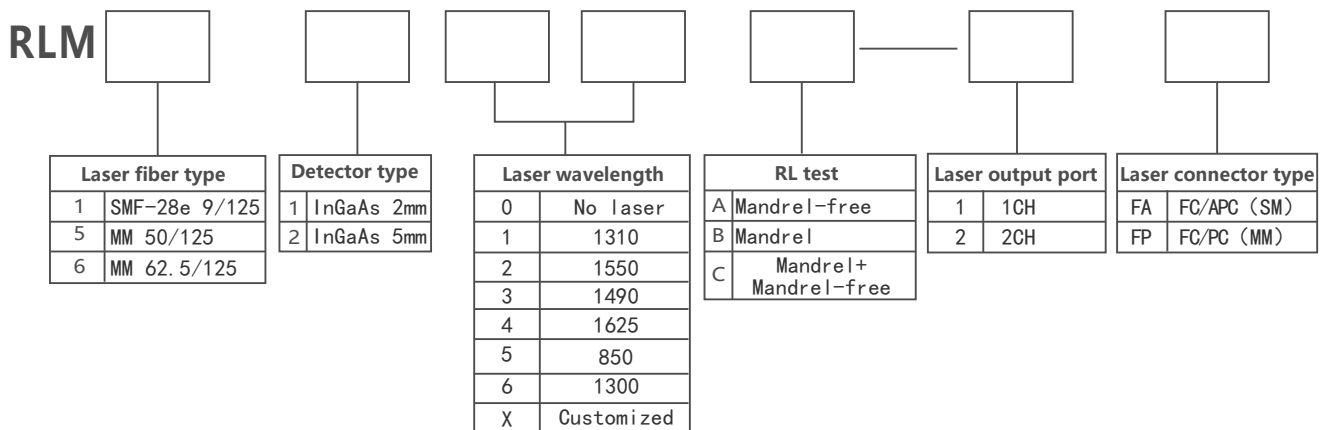 RLM
Laser fiber type
1 SMF-28e 9/125
5 MM 50/125
6 MM 62.5/125
Detector type
1 InGaAs 2mm
2 InGaAs 5mm
Laser wavelength
0 No laser
1 1310
2 1550
3 1490
4 1625
5 850
6 1300
X Customized
RL test
A Mandrel-free
B Mandrel
C Mandrel+
Mandrel-free
Laser output port
1 1CH
2 2CH
Laser connector type
FA FC/APC (SM)
FP FC/PC (MM)